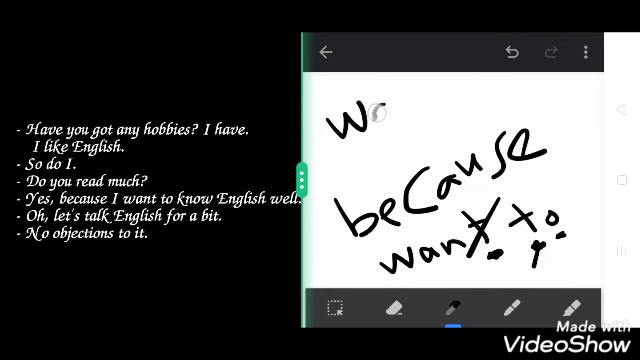 - Have you got any hobbies? I have.
I like English.
- So do I.
- Do you read much?
- Yes, because I want to know English well.
- Oh, let's talk English for a bit.
- No objections to it.
W
because
want to
Made with
VideoShow